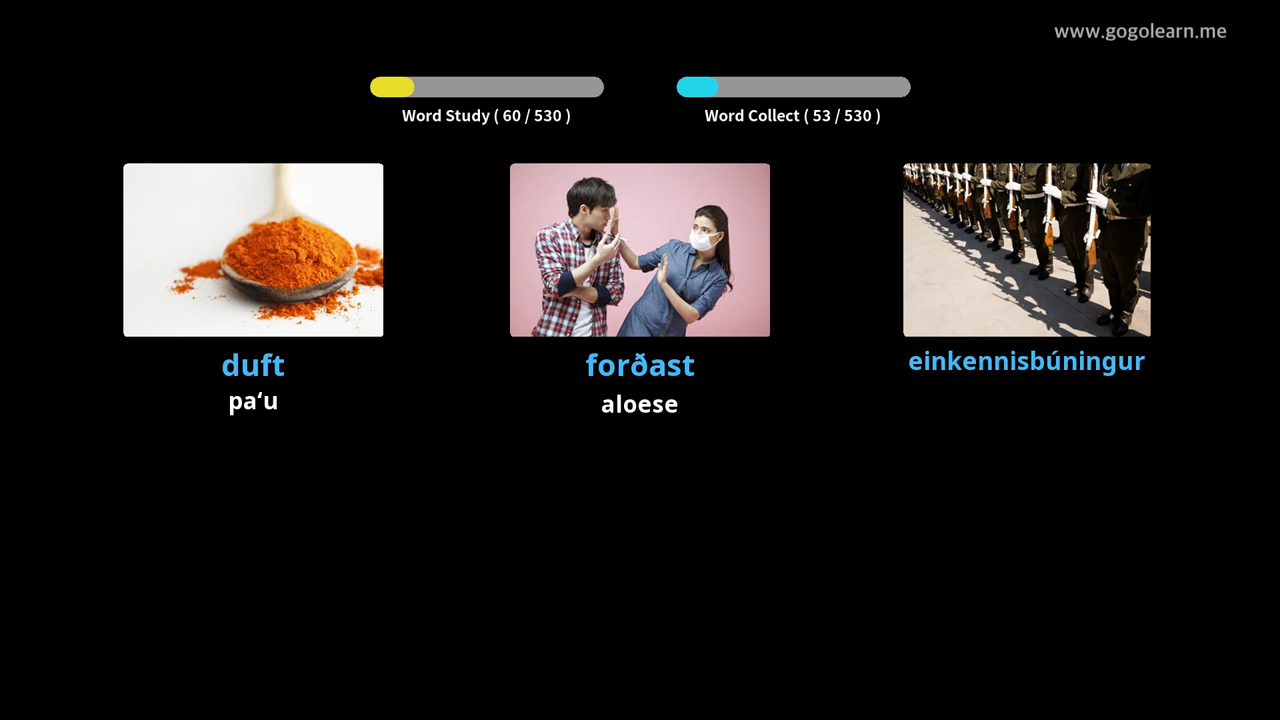 www.gogolearn.me
Word Study ( 60 / 530 )
Word Collect ( 53 / 530 )
duft
forðast
einkennisbúningur
paʻu
aloese